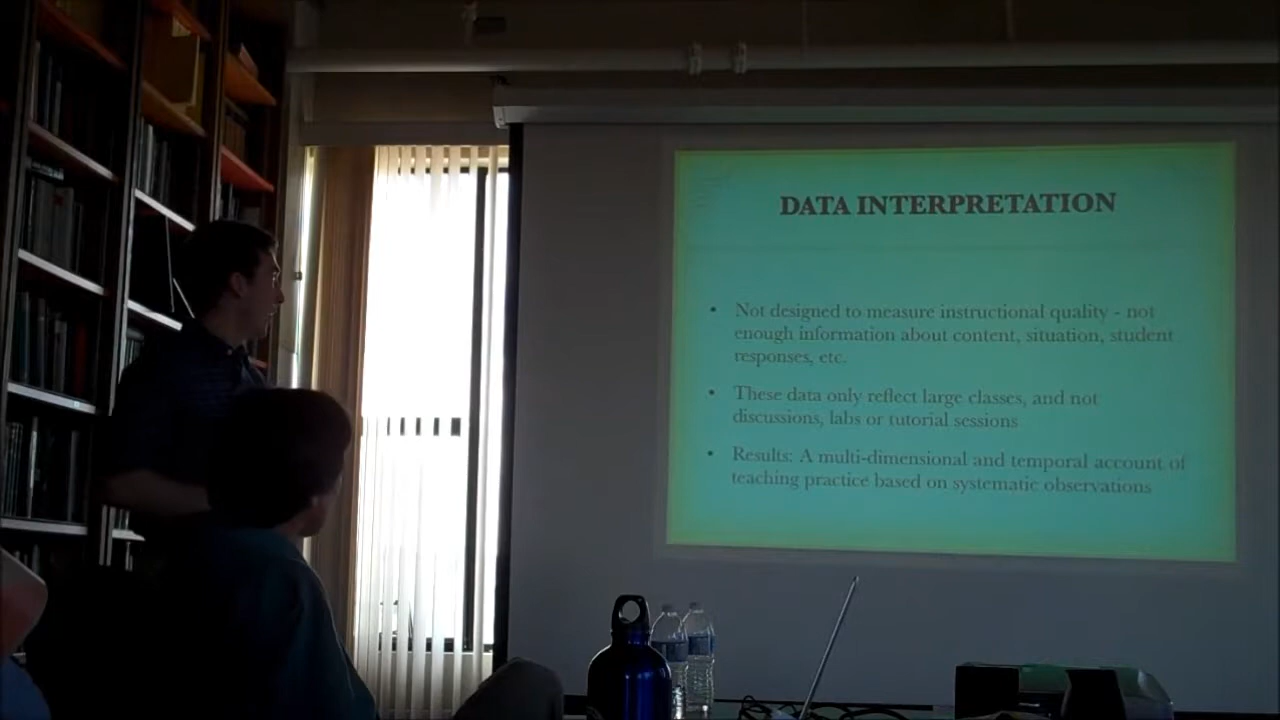 DATA INTERPRETATION
• Not designed to measure instructional quality - not
enough information about content, situation, student
responses, etc.
• These data only reflect large classes, and not
discussions, labs or tutorial sessions
• Results: A multi-dimensional and temporal account of
teaching practice based on systematic observations